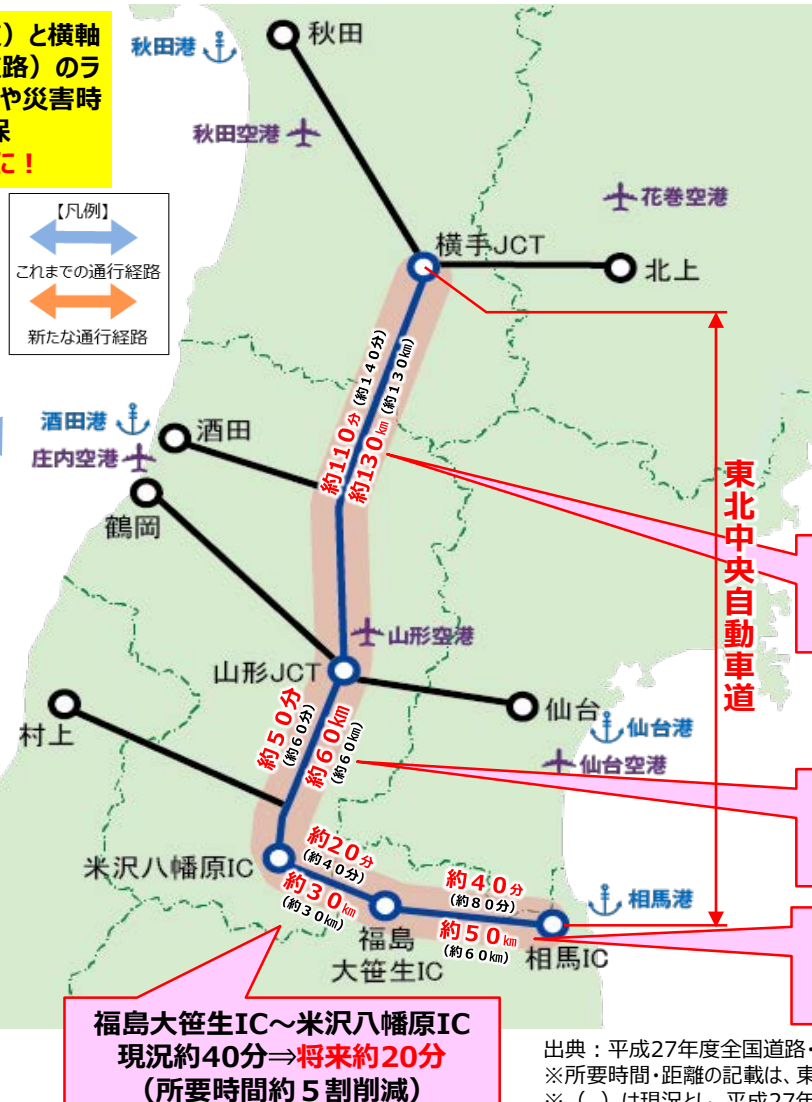 ）と横軸
路）のラ
や災害時
保
に！
【凡例】
これまでの通行経路
新たな通行経路
秋田港
秋田
秋田空港
花巻空港
横手JCT
北上
約110分（約140分）
約130㎞（約130㎞）
酒田港
酒田
庄内空港
鶴岡
東北中央自動車道
山形空港
山形JCT
仙台
仙台港
仙台空港
村上
約50分
（約60分）
約60㎞
（約60㎞）
米沢八幡原IC
約20分
（約40分）
約30㎞
（約30㎞）
約40分
（約80分）
約50㎞
（約60㎞）
相馬港
福島
大笹生IC
相馬IC
福島大笹生IC～米沢八幡原IC
現況約40分⇒将来約20分
（所要時間約５割削減）
出典：平成27年度全国道路・
※所要時間・距離の記載は、東
※（ ）は現況とし、平成27年